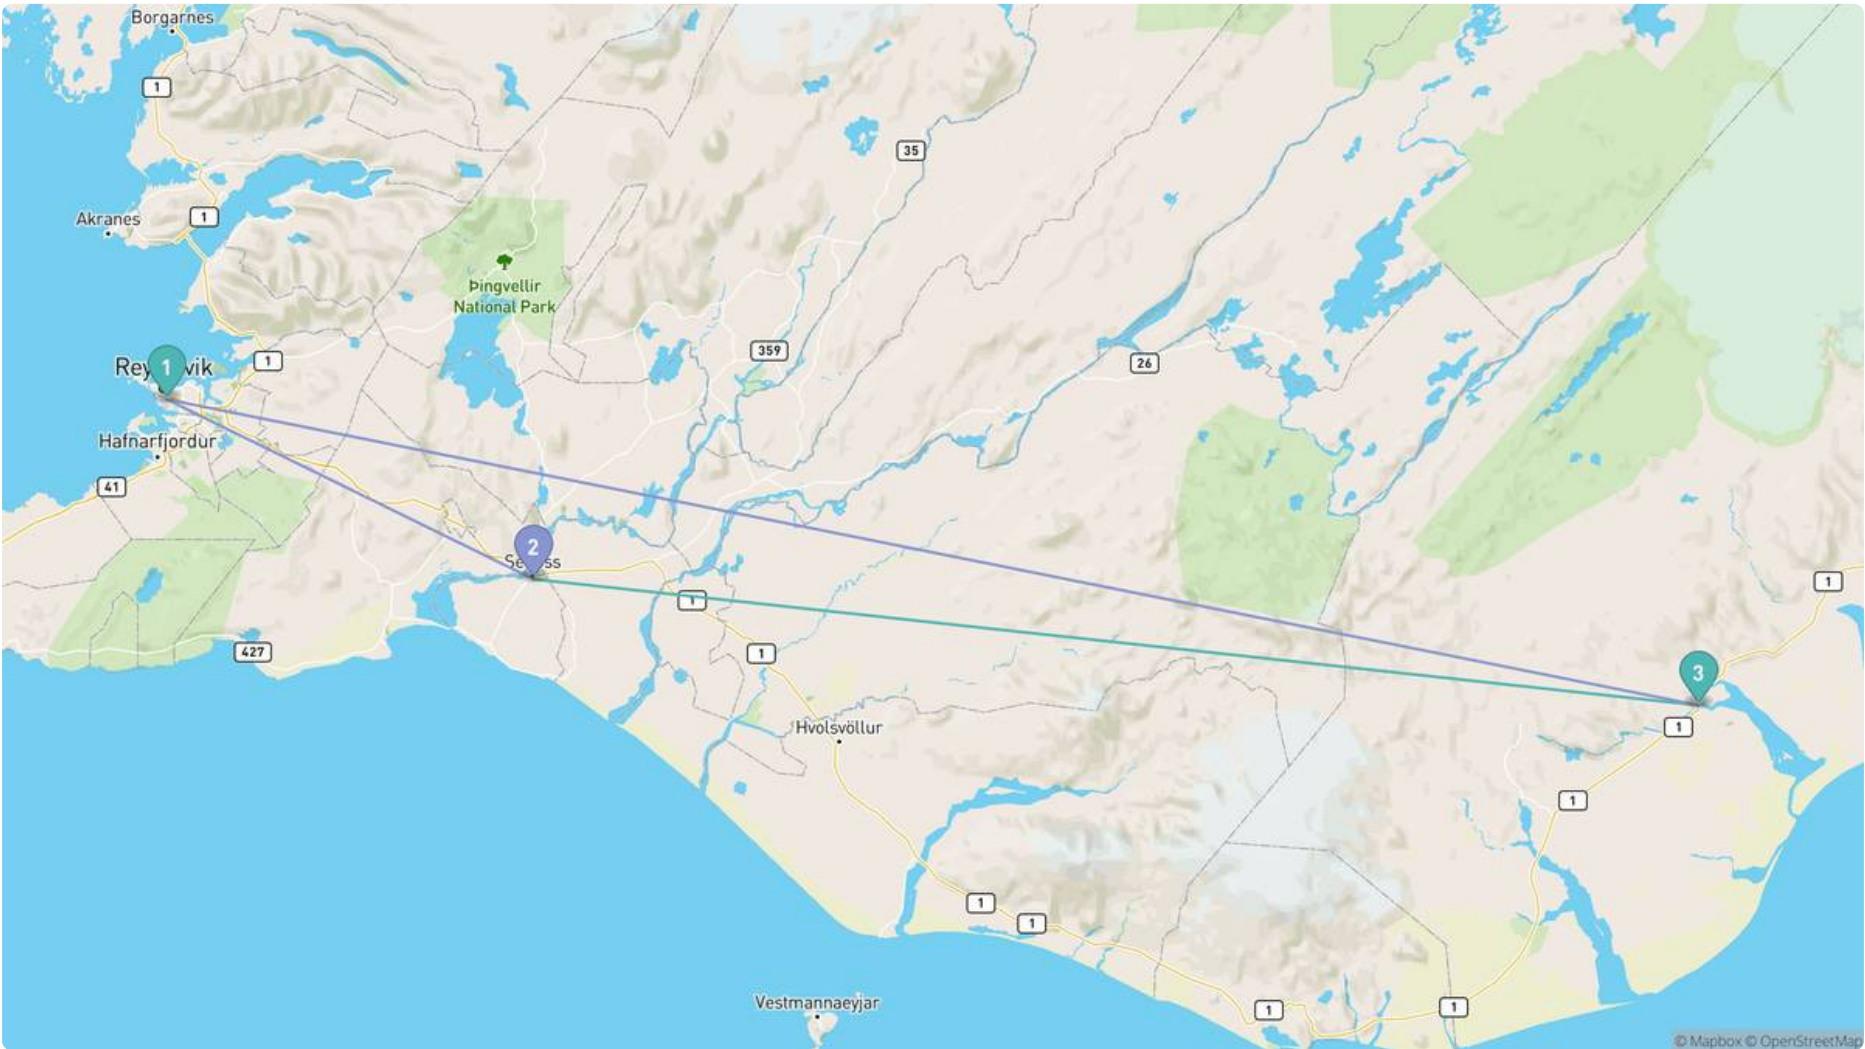 Borgarnes
1
35
Akranes
1
Þingvellir
National Park
359
1
26
Rey
vik
1
Hafnarfjordur
41
2
Se
ss
1
1
427
1
3
1
Hvolsvöllur
1
1
1
Vestmannaeyjar
1
1
© Mapbox © OpenStreetMap